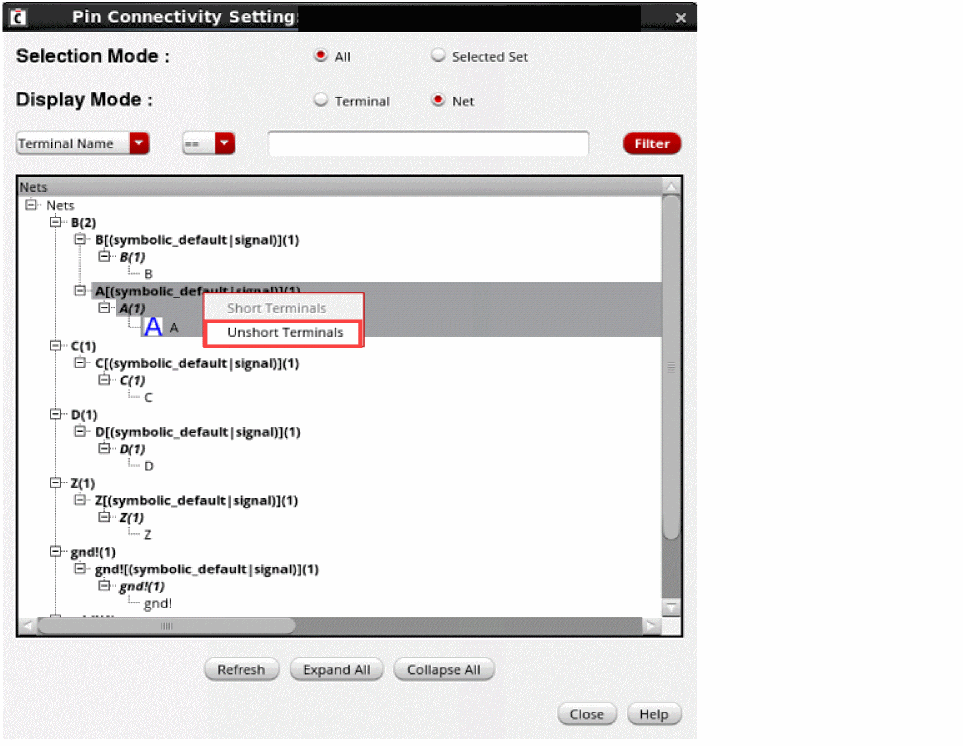 Pin Connectivity Setting
Selection Mode : All Selected Set
Display Mode : Terminal Net
Terminal Name == Filter
Nets
Nets
B(2)
B[(symbolic_default|signal)](1)
B(1)
B
A[(symbolic_default|signal)](1)
A(1)
Short Terminals
A A
Unshort Terminals
C(1)
C[(symbolic_default|signal)](1)
C(1)
C
D(1)
D[(symbolic_default|signal)](1)
D(1)
D
Z(1)
Z[(symbolic_default|signal)](1)
Z(1)
Z
gnd!(1)
gnd![(symbolic_default|signal)](1)
gnd!(1)
gnd!
Refresh Expand All Collapse All
Close Help